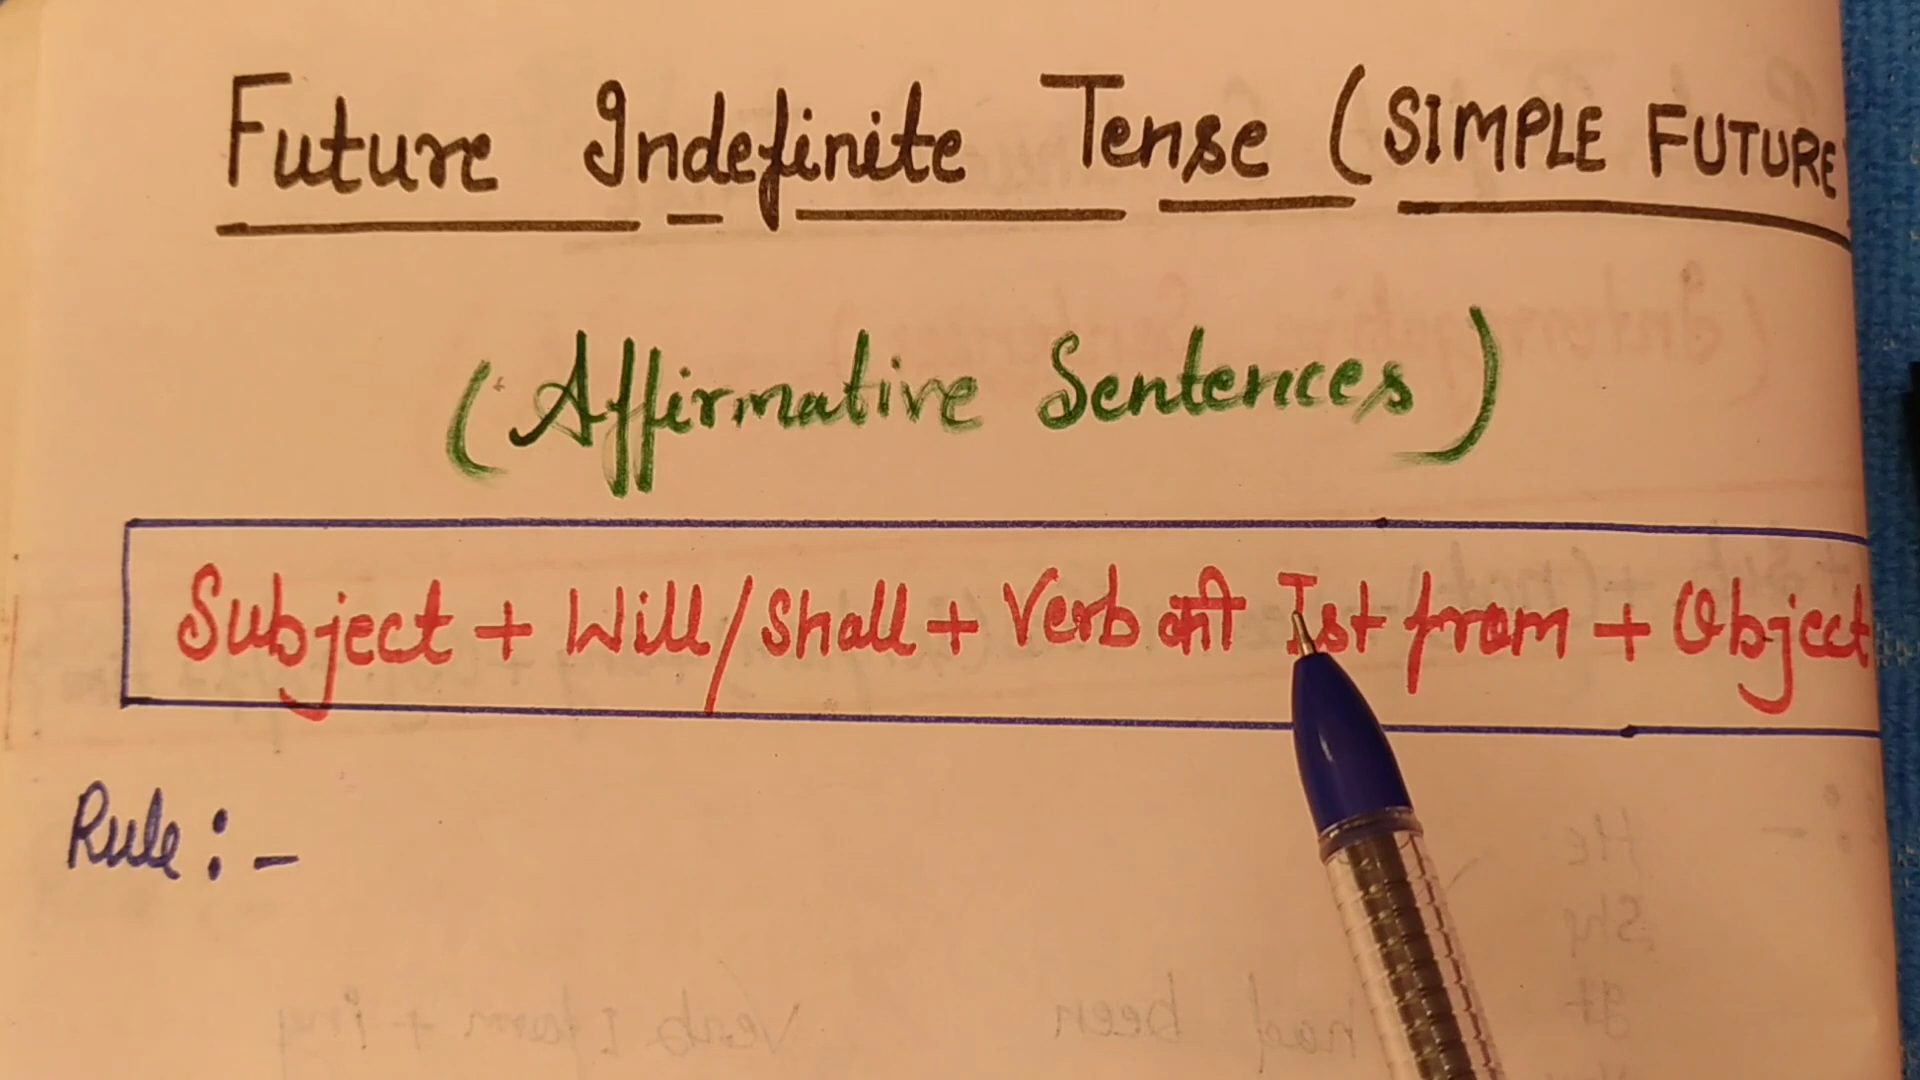 Future Indefinite Tense (SIMPLE FUTURE)
(Affirmative Sentences)
Subject + Will/Shall + Verb की Ist from + Object
Rule:-